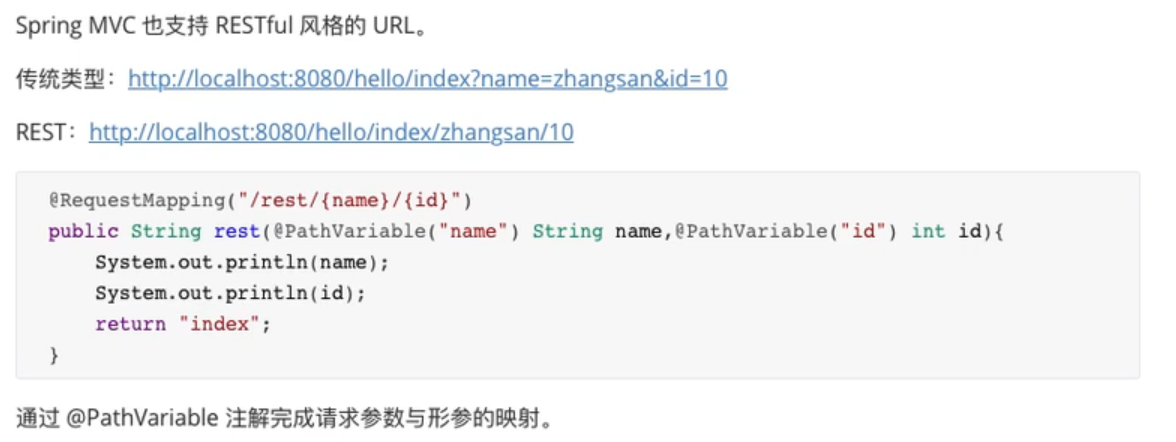 Spring MVC 也支持 RESTful 风格的 URL。
传统类型：http://localhost:8080/hello/index?name=zhangsan&id=10
REST：http://localhost:8080/hello/index/zhangsan/10
@RequestMapping("/rest/{name}/{id}")
public String rest(@PathVariable("name") String name,@PathVariable("id") int id){
    System.out.println(name);
    System.out.println(id);
    return "index";
}
通过 @PathVariable 注解完成请求参数与形参的映射。